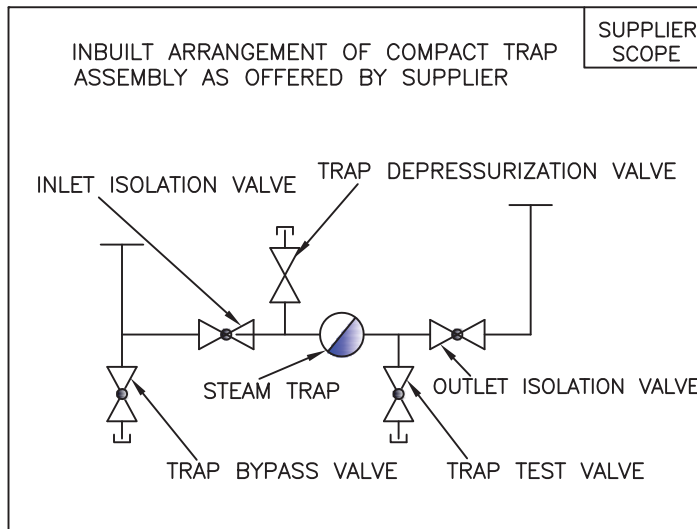 SUPPLIER
SCOPE
INBUILT ARRANGEMENT OF COMPACT TRAP
ASSEMBLY AS OFFERED BY SUPPLIER
TRAP DEPRESSURIZATION VALVE
INLET ISOLATION VALVE
STEAM TRAP
OUTLET ISOLATION VALVE
TRAP BYPASS VALVE
TRAP TEST VALVE